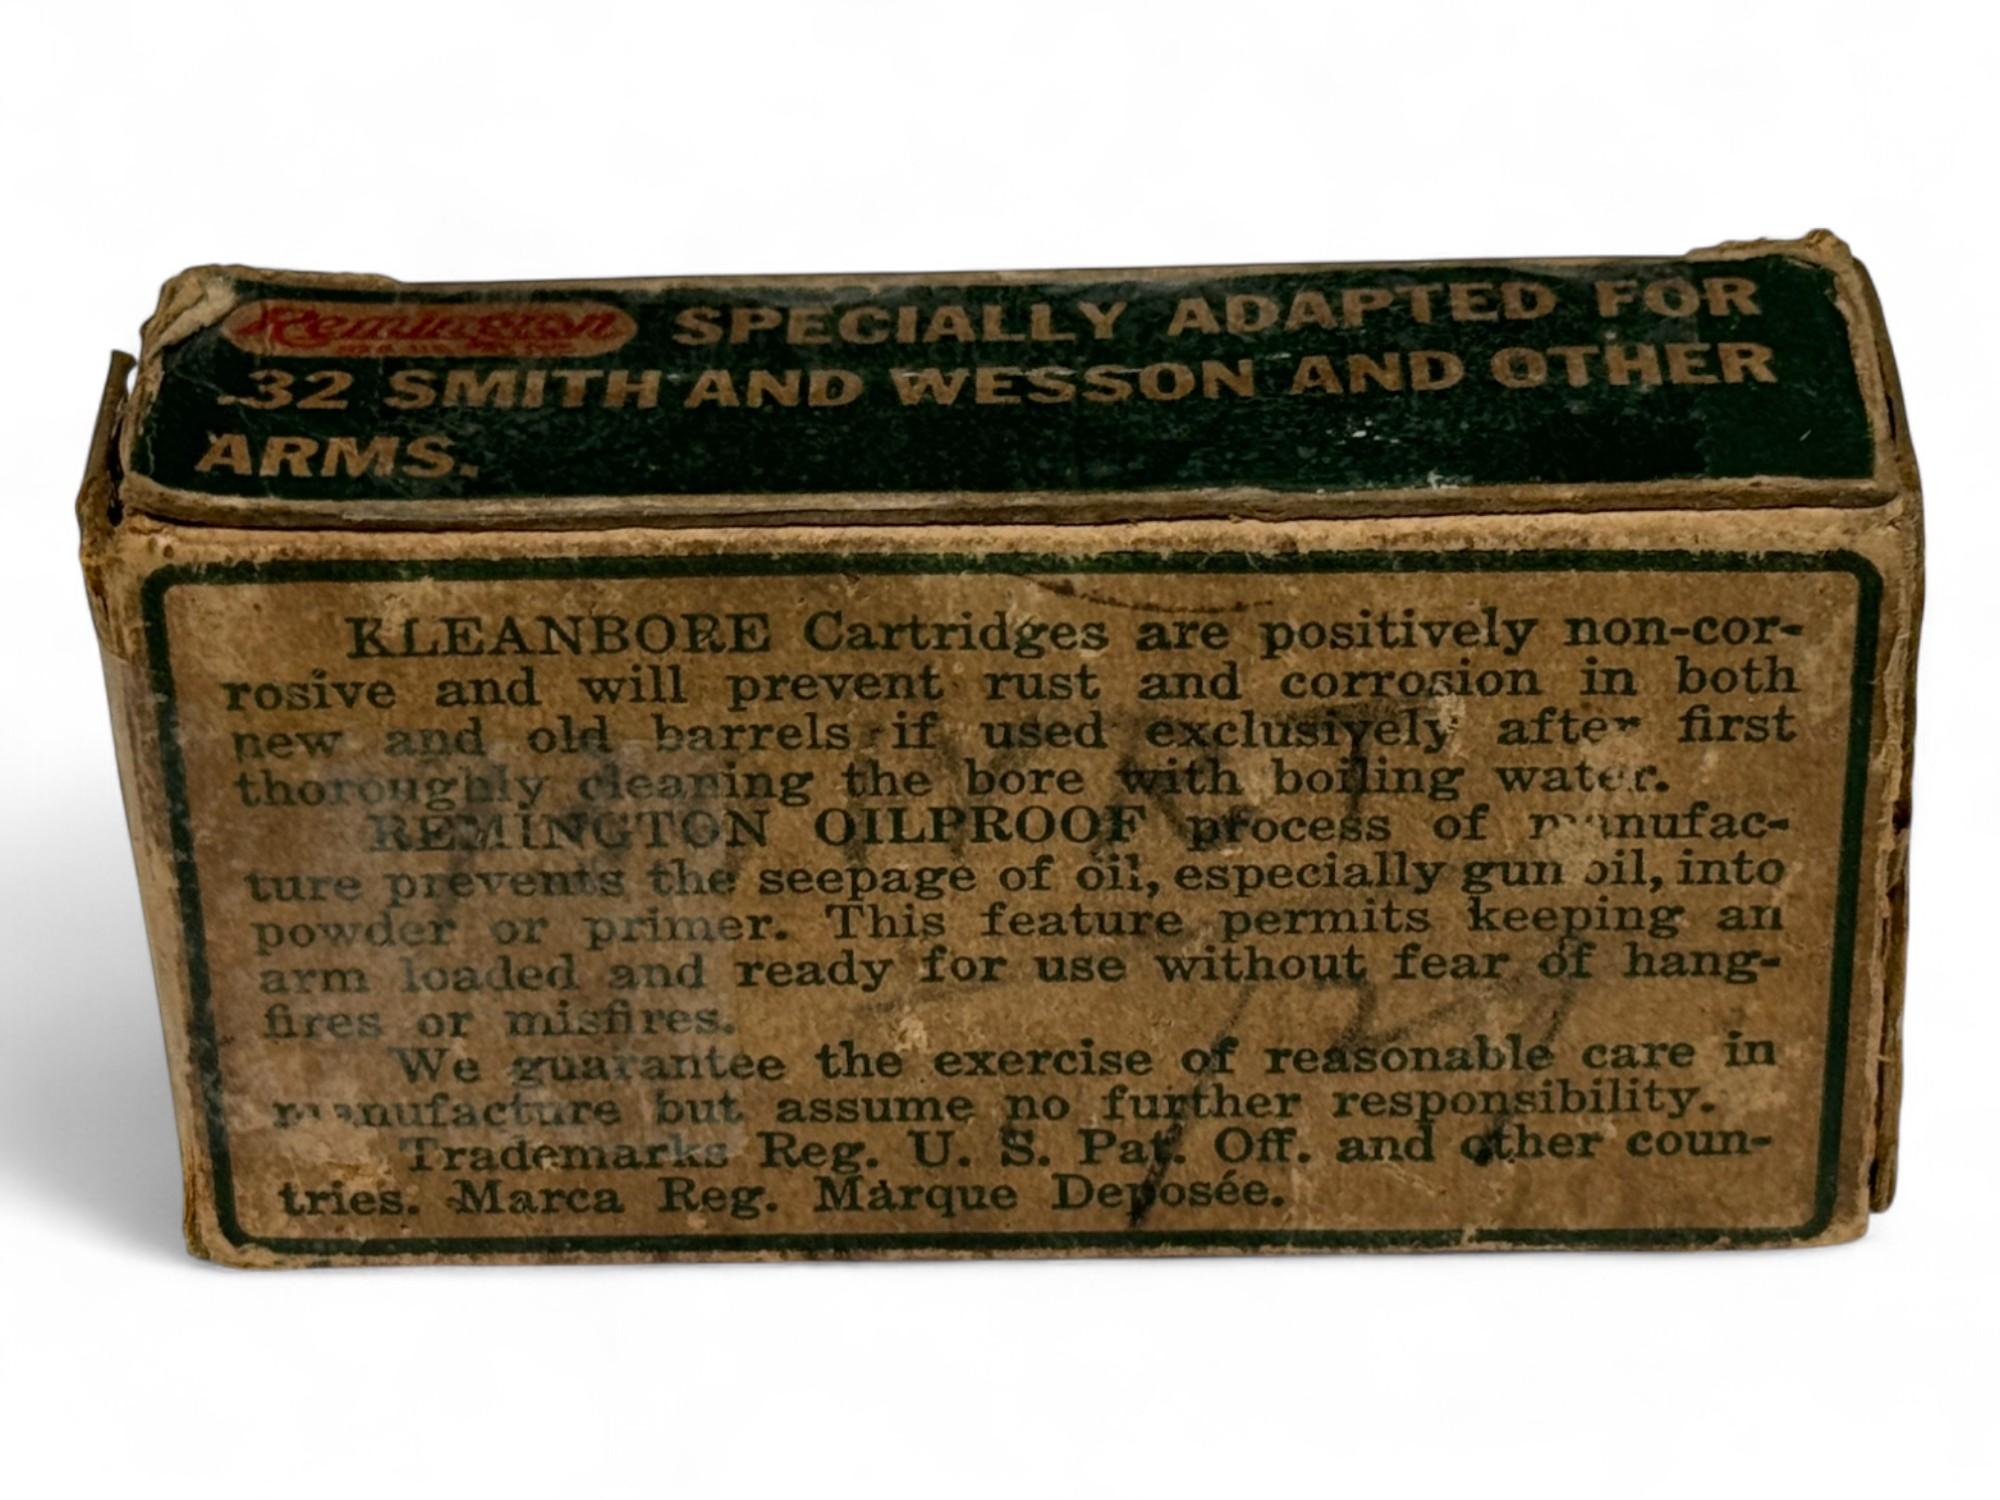 Remington SPECIALLY ADAPTED FOR
.32 SMITH AND WESSON AND OTHER
ARMS.
KLEANBORE Cartridges are positively non-cor-
rosive and will prevent rust and corrosion in both
new and old barrels if used exclusively after first
thoroughly cleaning the bore with boiling water.
REMINGTON OILPROOF process of manufac-
ture prevents the seepage of oil, especially gun oil, into
powder or primer. This feature permits keeping an
arm loaded and ready for use without fear of hang-
fires or misfires.
We guarantee the exercise of reasonable care in
manufacture but assume no further responsibility.
Trademarks Reg. U. S. Pat. Off. and other coun-
tries. Marca Reg. Marque Deposée.